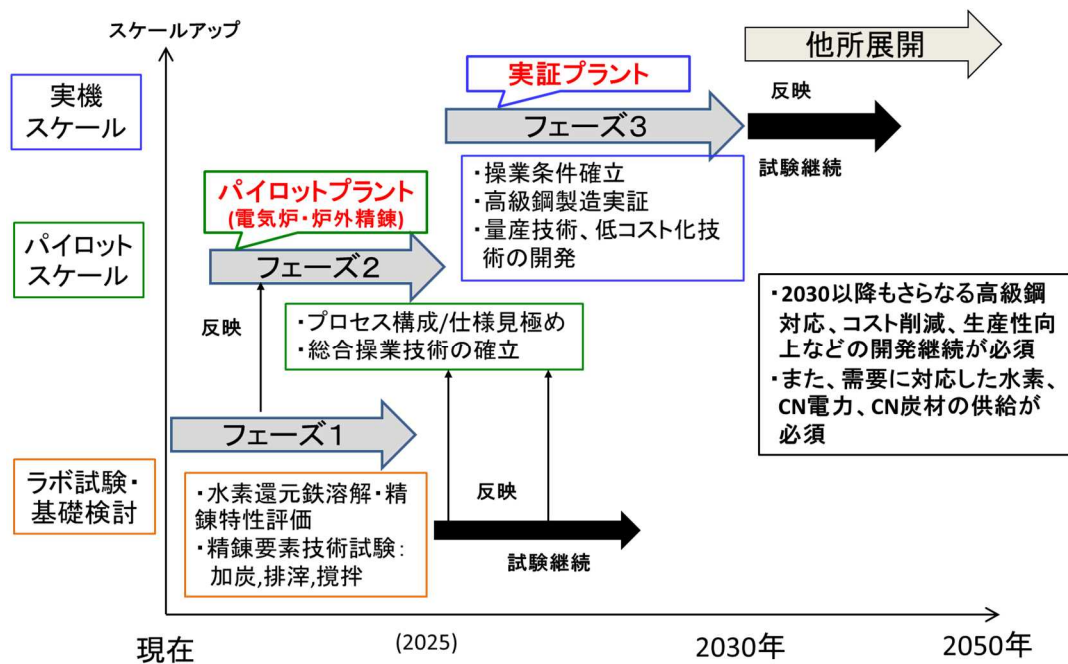 スケールアップ
他所展開
実機
スケール
実証プラント
フェーズ3
反映
試験継続
・操業条件確立
・高級鋼製造実証
・量産技術、低コスト化技
術の開発
パイロットプラント
(電気炉・炉外精錬)
パイロット
スケール
フェーズ2
反映
・プロセス構成/仕様見極め
・総合操業技術の確立
・2030以降もさらなる高級鋼
対応、コスト削減、生産性向
上などの開発継続が必須
・また、需要に対応した水素、
CN電力、CN炭材の供給が
必須
フェーズ1
ラボ試験・
基礎検討
・水素還元鉄溶解・精
錬特性評価
・精錬要素技術試験：
加炭,排滓,撹拌
反映
試験継続
現在
(2025)
2030年
2050年